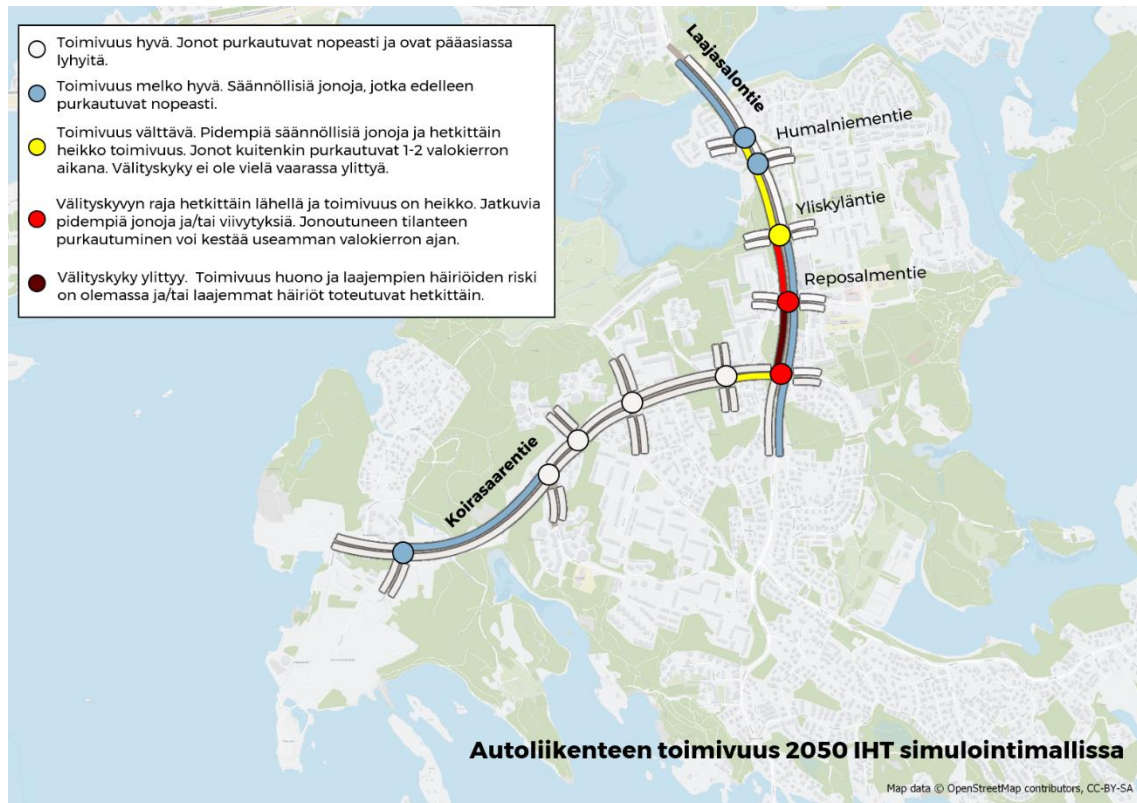 Toimivuus hyvä. Jonot purkautuvat nopeasti ja ovat pääasiassa
lyhyitä.
Toimivuus melko hyvä. Säännöllisiä jonoja, jotka edelleen
purkautuvat nopeasti.
Toimivuus välttävä. Pidempiä säännöllisiä jonoja ja hetkittäin
heikko toimivuus. Jonot kuitenkin purkautuvat 1-2 valokierron
aikana. Välityskyky ei ole vielä vaarassa ylittyä.
Välityskyvyn raja hetkittäin lähellä ja toimivuus on heikko. Jatkuvia
pidempiä jonoja ja/tai viivytyksiä. Jonoutuneen tilanteen
purkautuminen voi kestää useamman valokierron ajan.
Välityskyky ylittyy. Toimivuus huono ja laajempien häiriöiden riski
on olemassa ja/tai laajemmat häiriöt toteutuvat hetkittäin.
Laajasalontie
Humalniementie
Yliskyläntie
Reposalmentie
Koirasaarentie
Autoliikenteen toimivuus 2050 IHT simulointimallissa
Map data © OpenStreetMap contributors, CC-BY-SA